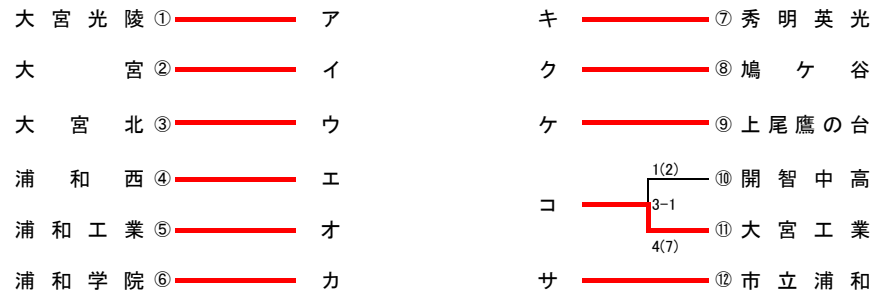 大宮光陵 ① ア
大宮 ② イ
大宮北 ③ ウ
浦和西 ④ エ
浦和工業 ⑤ オ
浦和学院 ⑥ カ
キ ⑦ 秀明英光
ク ⑧ 鳩ケ谷
ケ ⑨ 上尾鷹の台
1(2) ⑩ 開智中高
コ 3-1
⑪ 大宮工業
4(7)
サ ⑫ 市立浦和